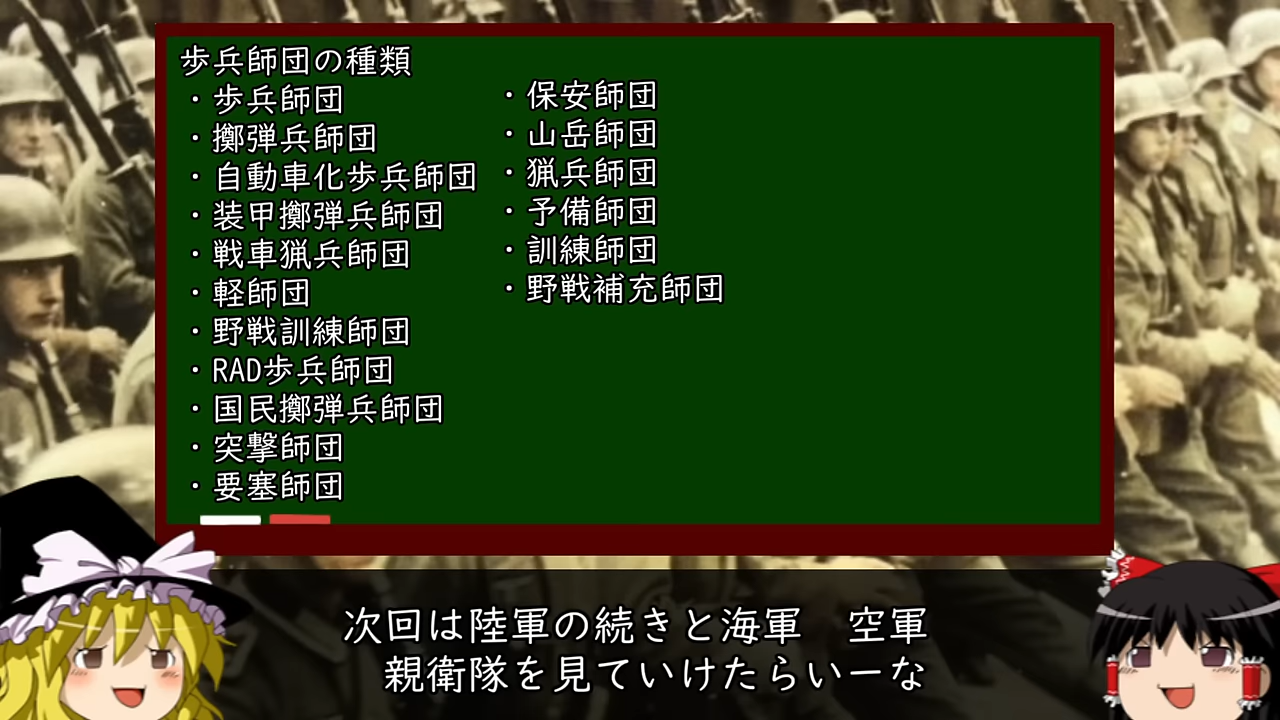 歩兵師団の種類
・歩兵師団
・擲弾兵師団
・自動車化歩兵師団
・装甲擲弾兵師団
・戦車猟兵師団
・軽師団
・野戦訓練師団
・RAD歩兵師団
・国民擲弾兵師団
・突撃師団
・要塞師団
・保安師団
・山岳師団
・猟兵師団
・予備師団
・訓練師団
・野戦補充師団
次回は陸軍の続きと海軍　空軍
親衛隊を見ていけたらいーな